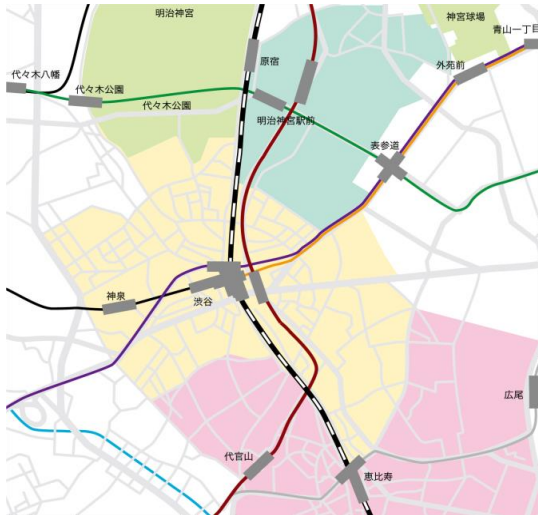 明治神宮
神宮球場
青山一丁目
原宿
外苑前
代々木八幡
代々木公園
代々木公園
明治神宮駅前
表参道
神泉
渋谷
広尾
代官山
恵比寿